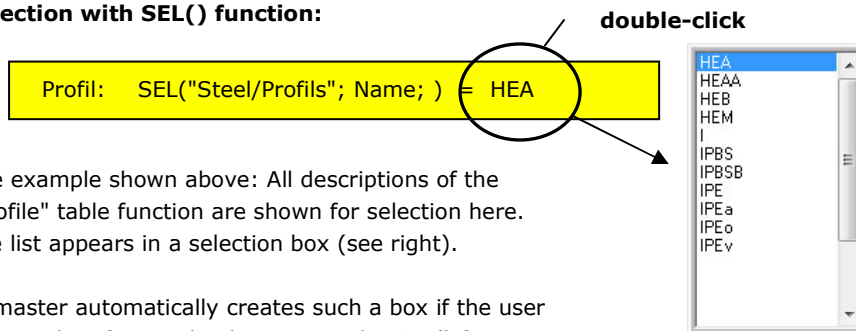 ection with SEL() function:
double-click
Profil: SEL("Steel/Profils"; Name; ) = HEA
HEA
HEAA
HEB
HEM
I
IPBS
IPBSB
IPE
IPEa
IPEo
IPEv
e example shown above: All descriptions of the
ofile" table function are shown for selection here.
e list appears in a selection box (see right).
master automatically creates such a box if the user